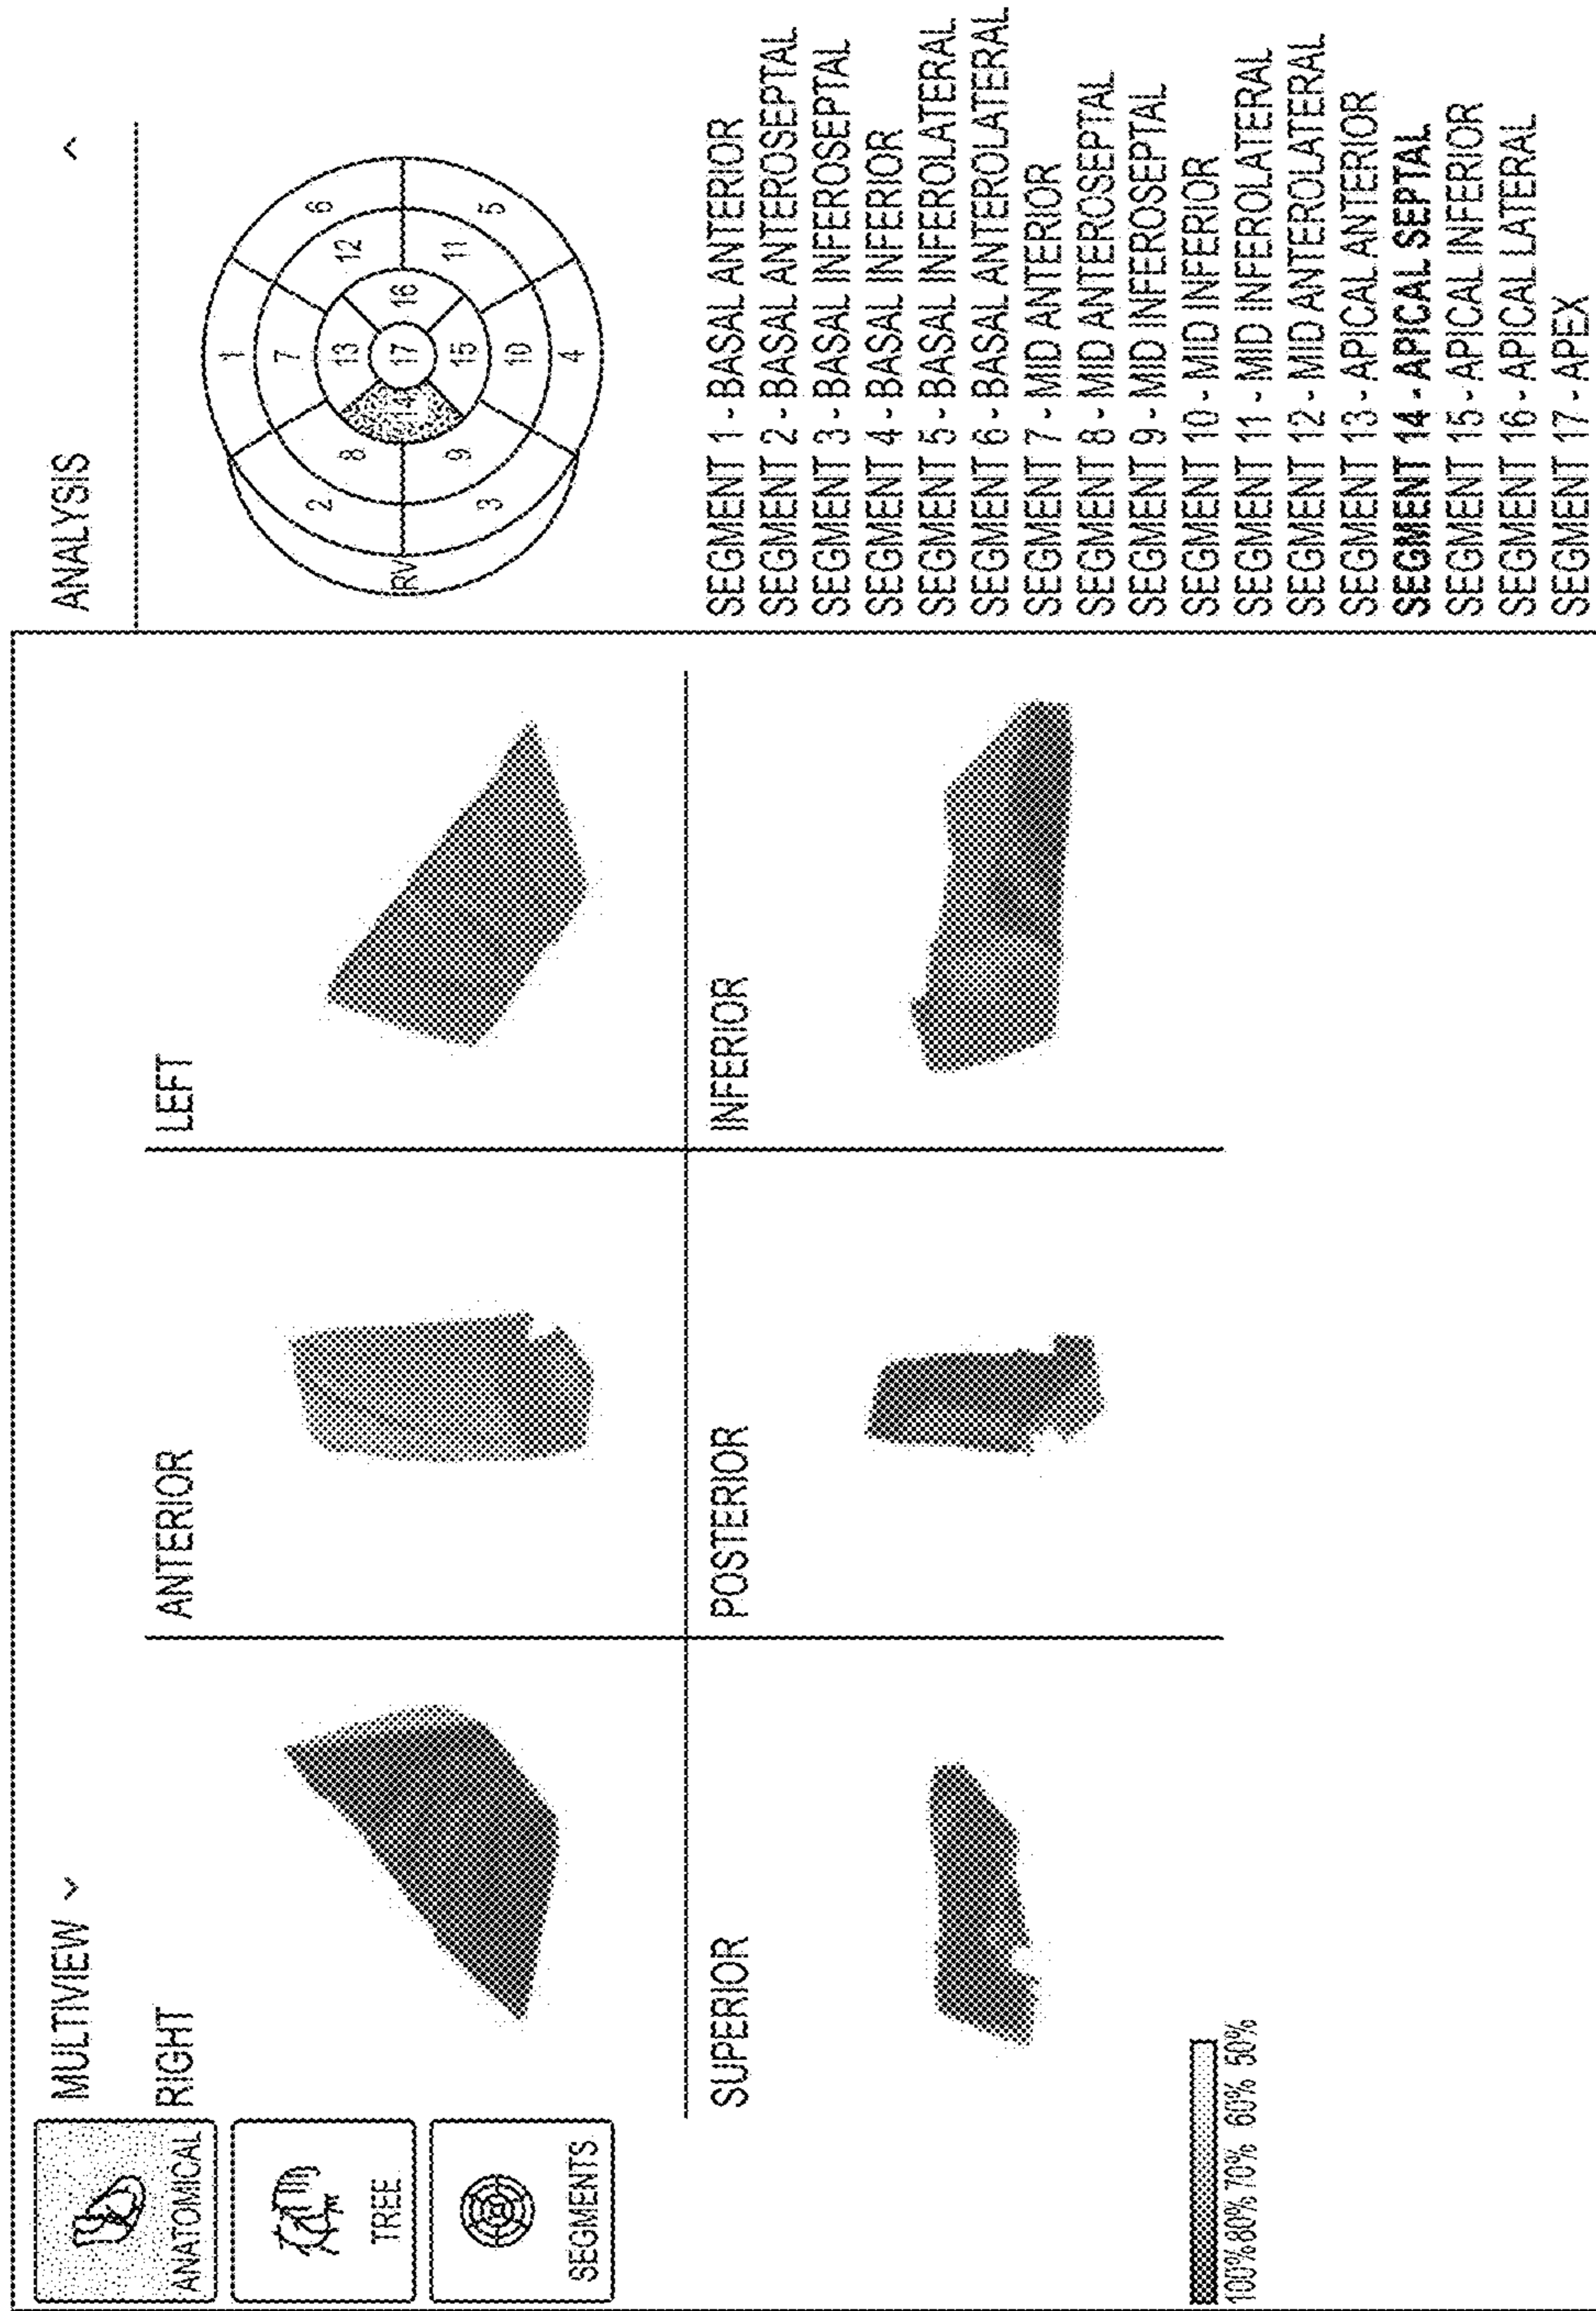 MULTIVIEW
ANATOMICAL
TREE
SEGMENTS
RIGHT
ANTERIOR
LEFT
SUPERIOR
POSTERIOR
INFERIOR
100% 80% 70% 60% 50%
ANALYSIS
1
6
2
7
12
8
13
16
RV
14
17
9
15
11
3
10
5
4
SEGMENT 1 - BASAL ANTERIOR
SEGMENT 2 - BASAL ANTEROSEPTAL
SEGMENT 3 - BASAL INFEROSEPTAL
SEGMENT 4 - BASAL INFERIOR
SEGMENT 5 - BASAL INFEROLATERAL
SEGMENT 6 - BASAL ANTEROLATERAL
SEGMENT 7 - MID ANTERIOR
SEGMENT 8 - MID ANTEROSEPTAL
SEGMENT 9 - MID INFEROSEPTAL
SEGMENT 10 - MID INFERIOR
SEGMENT 11 - MID INFEROLATERAL
SEGMENT 12 - MID ANTEROLATERAL
SEGMENT 13 - APICAL ANTERIOR
SEGMENT 14 - APICAL SEPTAL
SEGMENT 15 - APICAL INFERIOR
SEGMENT 16 - APICAL LATERAL
SEGMENT 17 - APEX